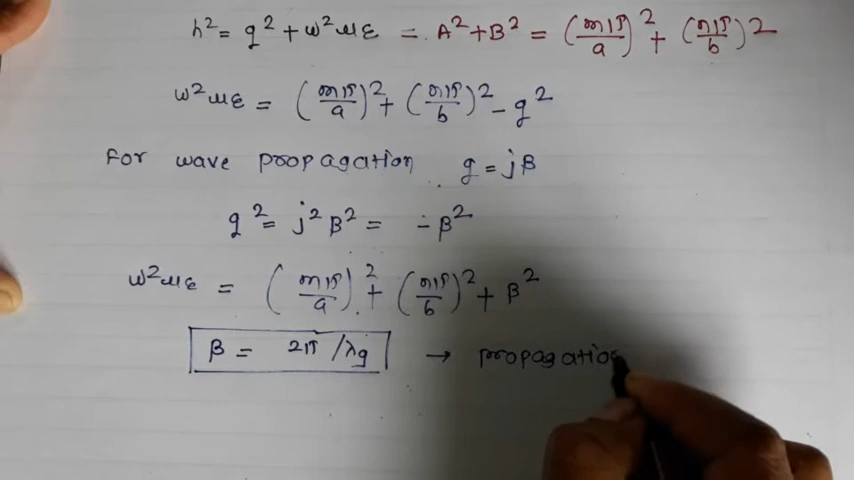 h² = g² + ω²με = A² + B² = (mπ/a)² + (nπ/b)²
ω²με = (mπ/a)² + (nπ/b)² - g²
For wave propagation g = jβ
g² = j²β² = -β²
ω²με = (mπ/a)² + (nπ/b)² + β²
β = 2π/λg → propagation